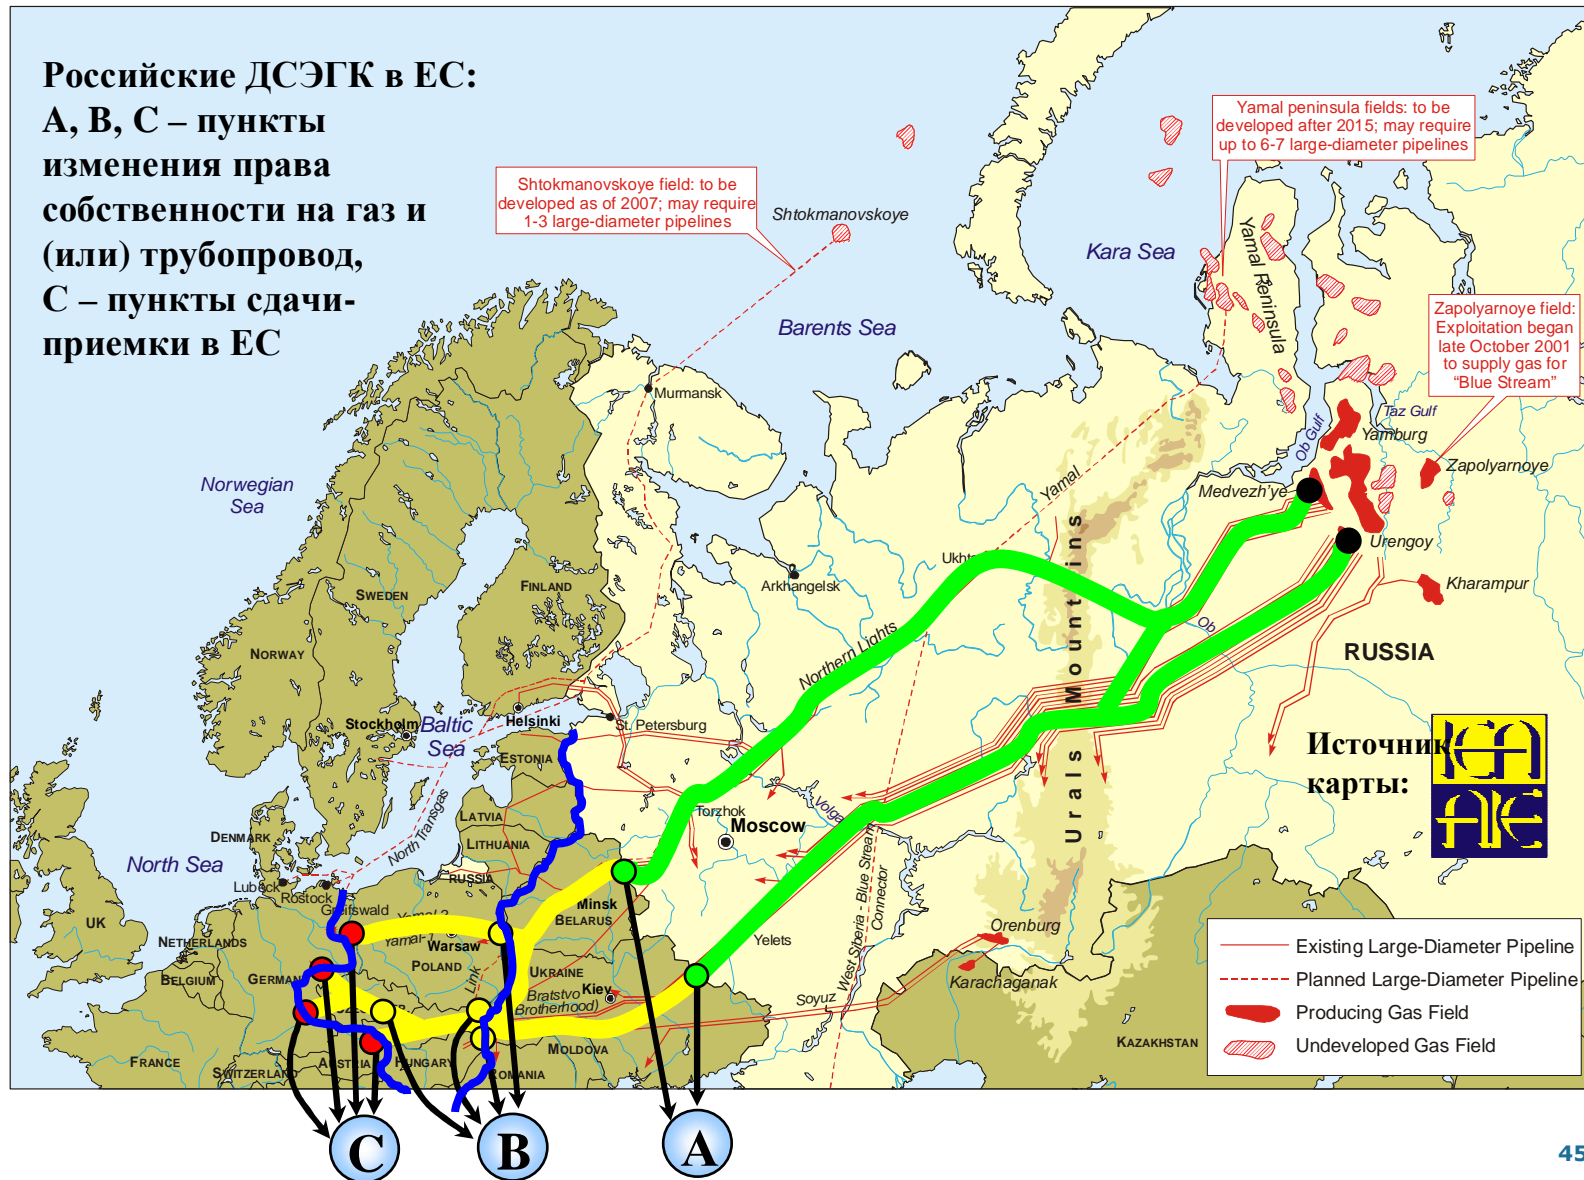 Российские ДСЭГК в ЕС:
А, В, С – пункты
изменения права
собственности на газ и
(или) трубопровод,
С – пункты сдачи-
приемки в ЕС
Shtokmanovskoye field: to be
developed as of 2007; may require
1-3 large-diameter pipelines
Yamal peninsula fields: to be
developed after 2015; may require
up to 6-7 large-diameter pipelines
Zapolyarnoye field:
Exploitation began
late October 2001
to supply gas for
“Blue Stream”
Shtokmanovskoye
Kara Sea
Yamal Peninsula
Barents Sea
Murmansk
Ob Gulf
Taz Gulf
Yamburg
Zapolyarnoye
Medvezh'ye
Urengoy
Kharampur
Norwegian
Sea
Yamal
Ukhta
Arkhangelsk
Urals Mountains
Ob
RUSSIA
FINLAND
SWEDEN
NORWAY
Northern Lights
Stockholm
Baltic
Sea
Helsinki
St. Petersburg
ESTONIA
Источник
карты:
Torzhok
Volga
Moscow
LATVIA
LITHUANIA
RUSSIA
DENMARK
North Transgas
North Sea
Lubeck
Rostock
Greifswald
Minsk
BELARUS
UK
NETHERLANDS
BELGIUM
Yamal-2
Yamal-1
Warsaw
POLAND
Link
Yelets
West Siberia - Blue Stream
Connector
Orenburg
Karachaganak
UKRAINE
Kiev
Bratstvo
Brotherhood)
Soyuz
MOLDOVA
FRANCE
SWITZERLAND
HUNGARY
ROMANIA
KAZAKHSTAN
Existing Large-Diameter Pipeline
Planned Large-Diameter Pipeline
Producing Gas Field
Undeveloped Gas Field
C
B
A
45